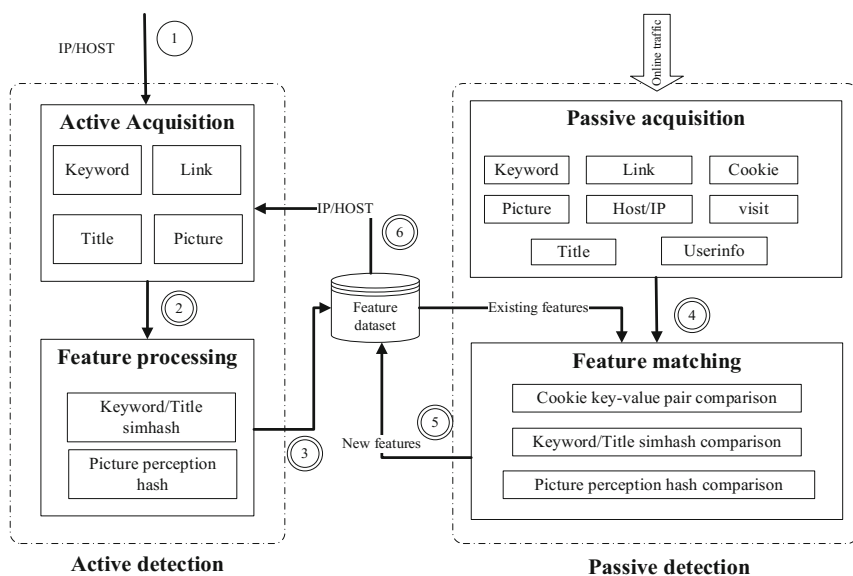 1
IP/HOST
Active Acquisition
Keyword
Link
Title
Picture
2
Feature processing
Keyword/Title
simhash
Picture perception
hash
3
Active detection
IP/HOST
6
Feature
dataset
Existing features
New features
5
Online traffic
Passive acquisition
Keyword
Link
Cookie
Picture
Host/IP
visit
Title
Userinfo
4
Feature matching
Cookie key-value pair comparison
Keyword/Title simhash comparison
Picture perception hash comparison
Passive detection